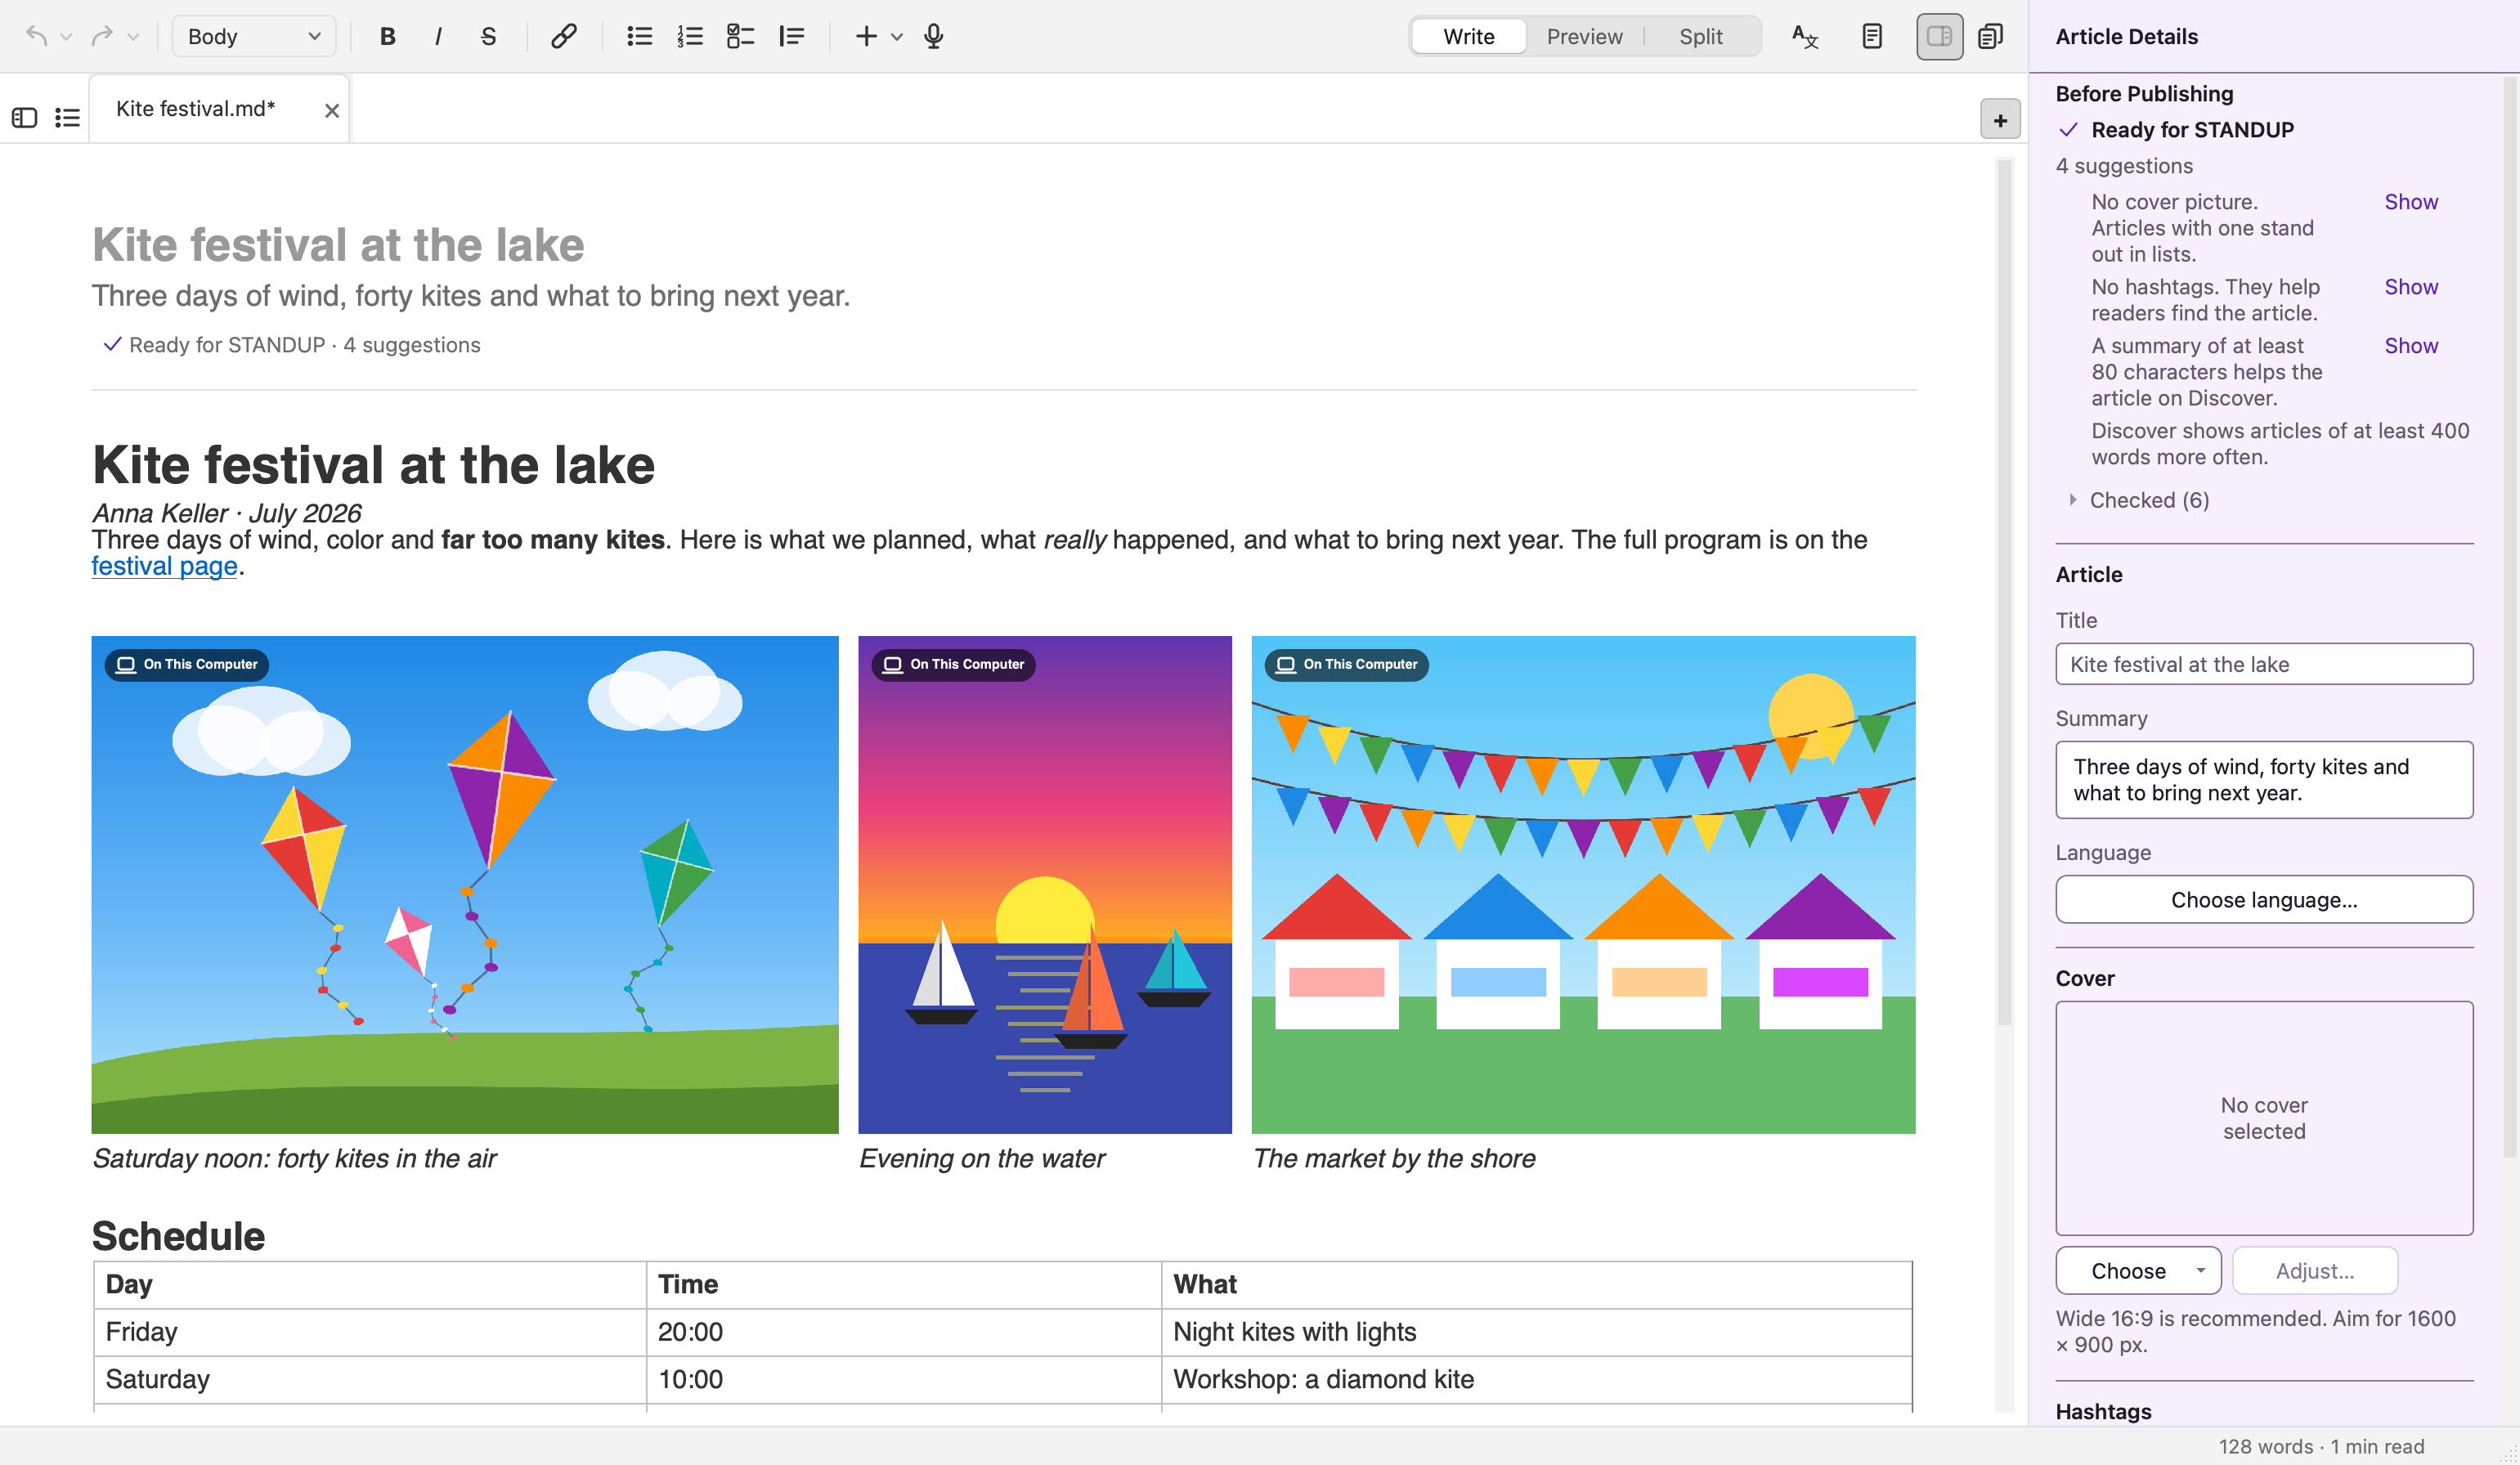 Body
B I S
Write Preview Split
Article Details
Kite festival.md*
Kite festival at the lake
Three days of wind, forty kites and what to bring next year.
Ready for STANDUP · 4 suggestions
Kite festival at the lake
Anna Keller · July 2026
Three days of wind, color and far too many kites. Here is what we planned, what really happened, and what to bring next year. The full program is on the
festival page.
On This Computer
On This Computer
On This Computer
Saturday noon: forty kites in the air
Evening on the water
The market by the shore
Schedule
Day Time What
Friday 20:00 Night kites with lights
Saturday 10:00 Workshop: a diamond kite
Before Publishing
Ready for STANDUP
4 suggestions
No cover picture. Show
Articles with one stand
out in lists.
No hashtags. They help Show
readers find the article.
A summary of at least Show
80 characters helps the
article on Discover.
Discover shows articles of at least 400
words more often.
Checked (6)
Article
Title
Kite festival at the lake
Summary
Three days of wind, forty kites and
what to bring next year.
Language
Choose language...
Cover
No cover
selected
Choose Adjust...
Wide 16:9 is recommended. Aim for 1600
× 900 px.
Hashtags
128 words · 1 min read